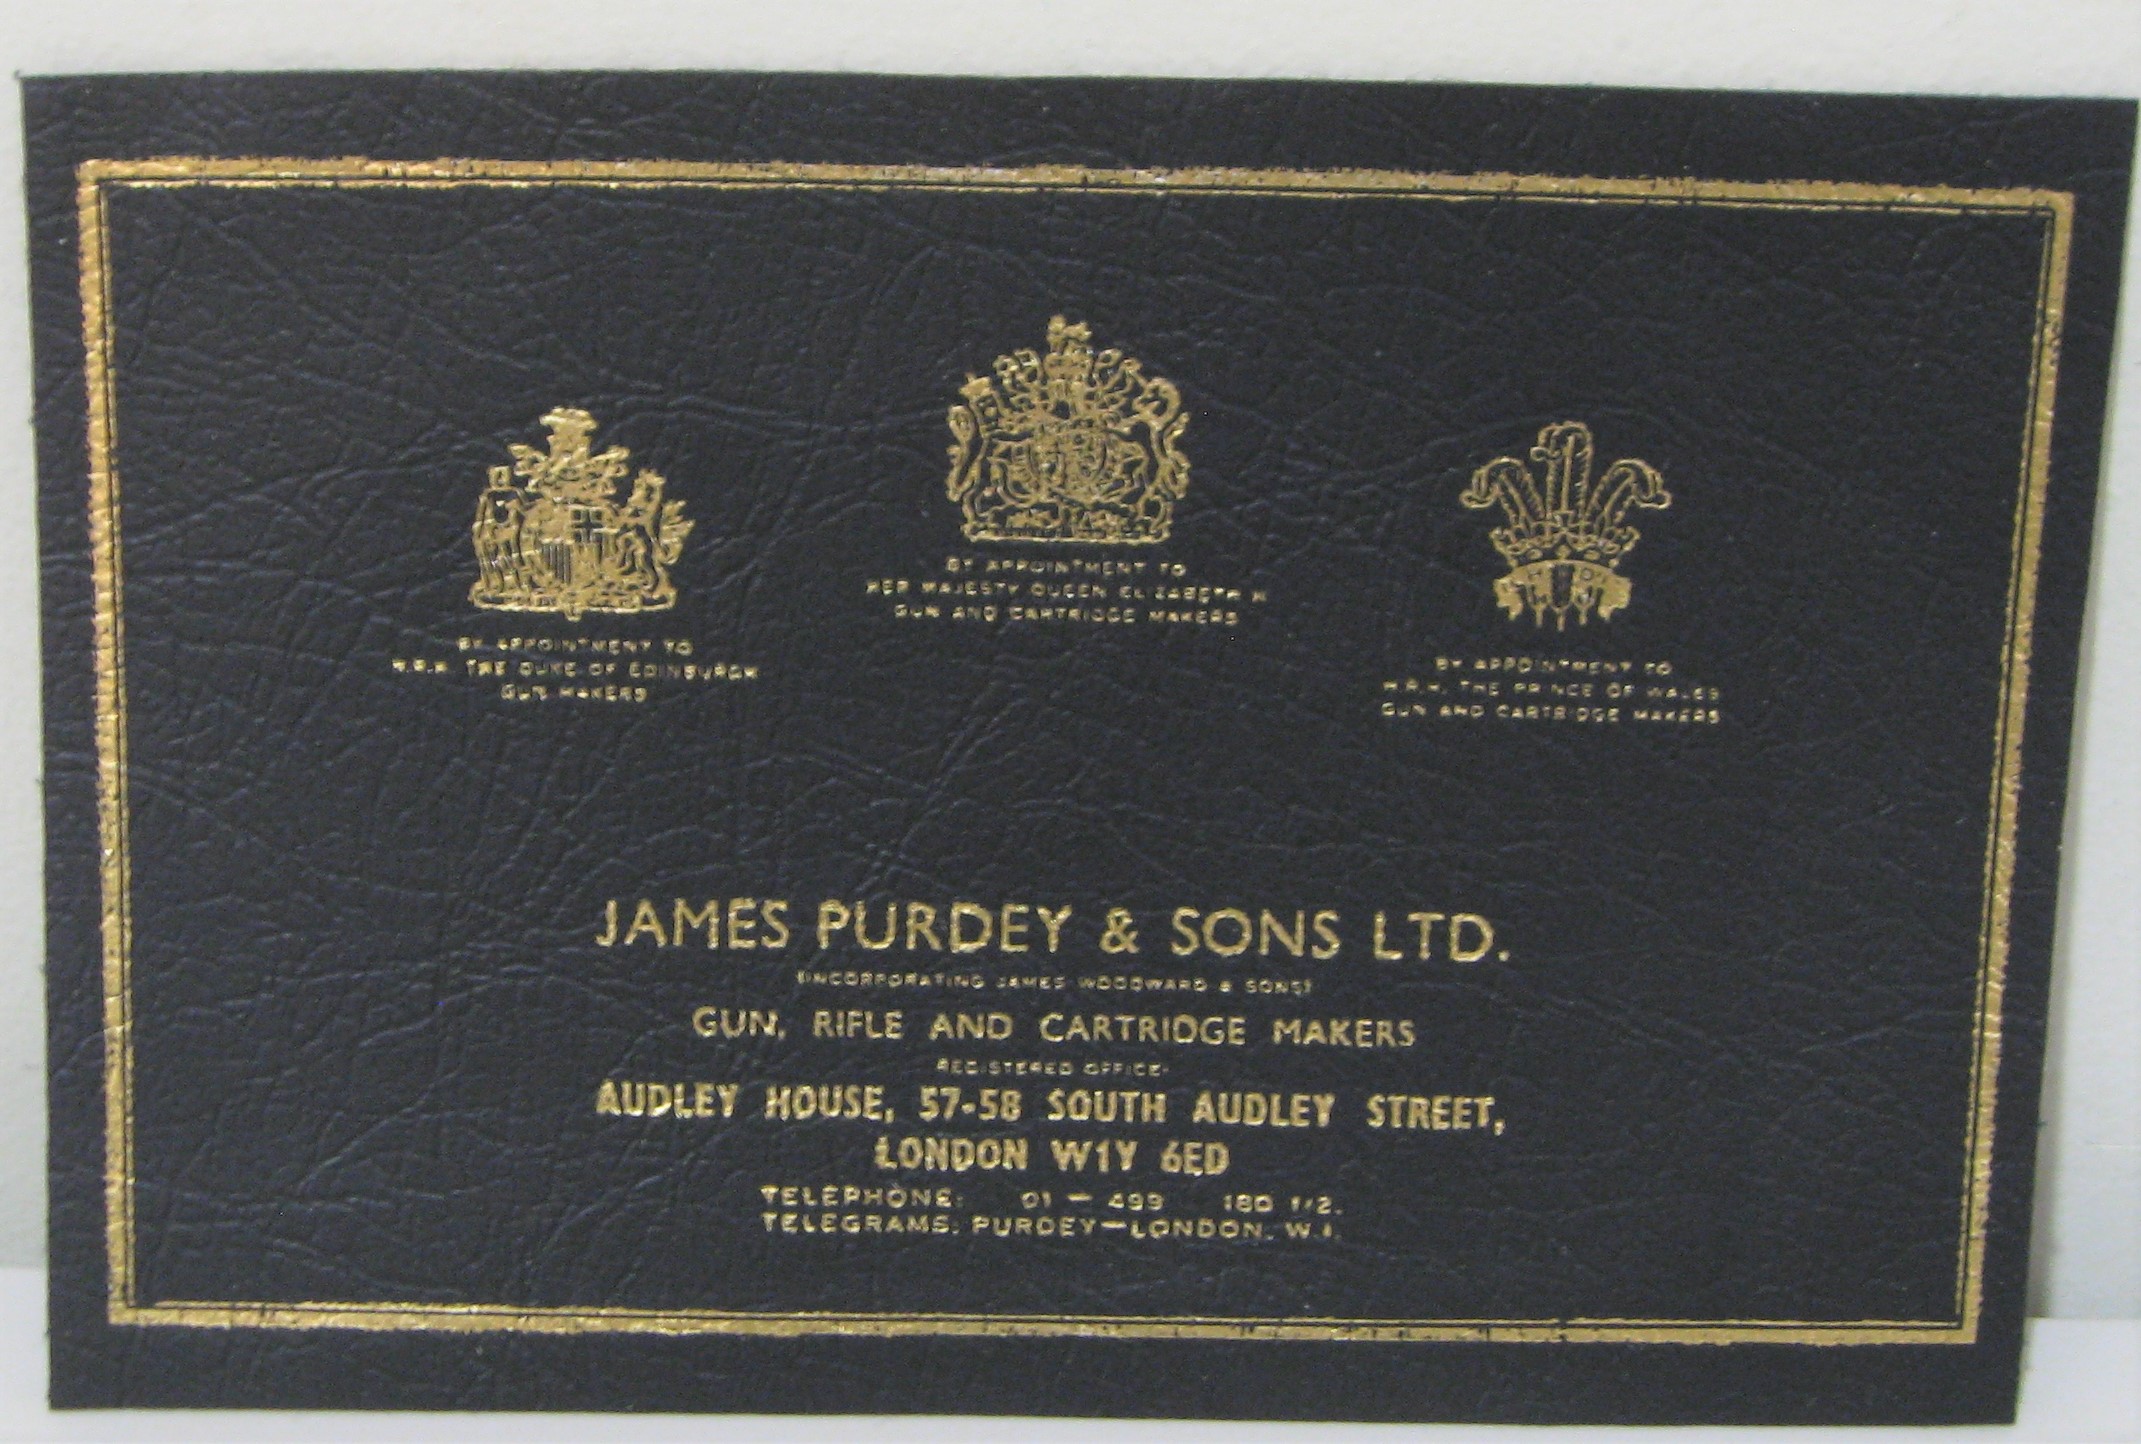 BY APPOINTMENT TO
H.R.H. THE DUKE OF EDINBURGH
GUN MAKERS
BY APPOINTMENT TO
HER MAJESTY QUEEN ELIZABETH II
GUN AND CARTRIDGE MAKERS
BY APPOINTMENT TO
H.R.H. THE PRINCE OF WALES
GUN AND CARTRIDGE MAKERS
JAMES PURDEY & SONS LTD.
(INCORPORATING JAMES WOODWARD & SONS)
GUN, RIFLE AND CARTRIDGE MAKERS
REGISTERED OFFICE:
AUDLEY HOUSE, 57-58 SOUTH AUDLEY STREET,
LONDON W1Y 6ED
TELEPHONE: 01 — 499 1801/2.
TELEGRAMS: PURDEY—LONDON. W.1.